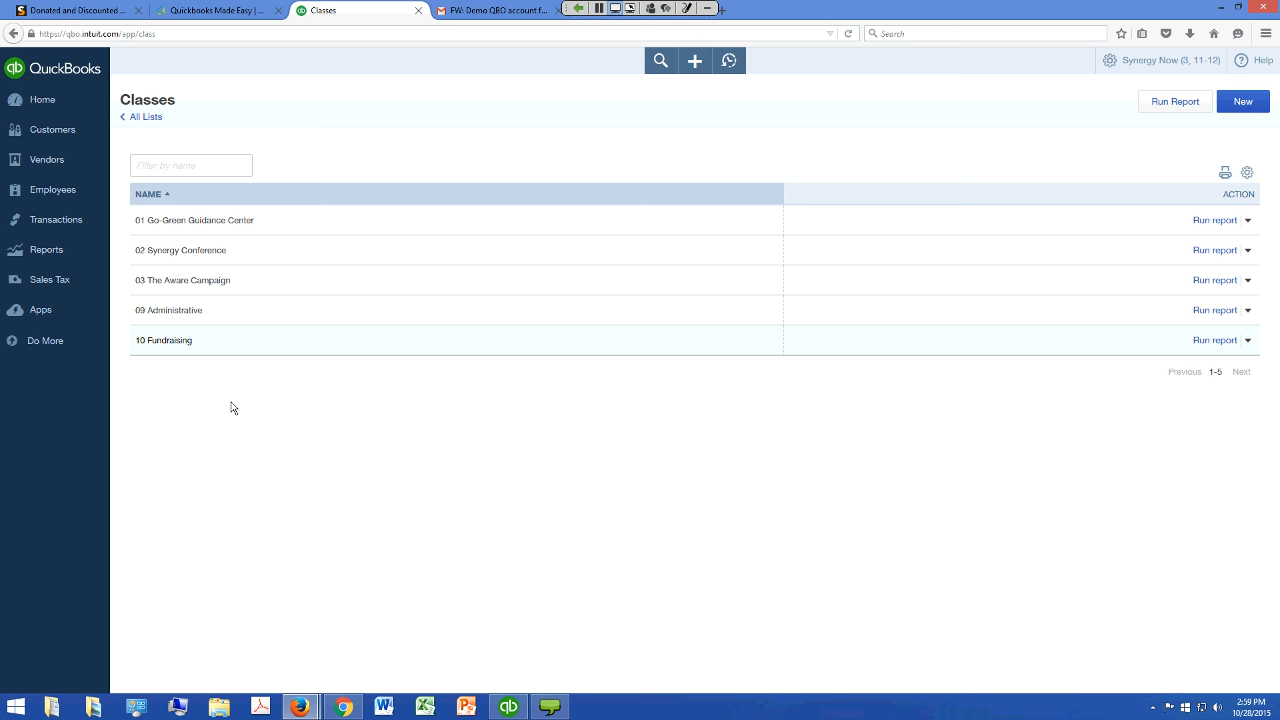 Donated and Discounted ...
Quickbooks Made Easy | ...
Classes
FW: Demo QBO account f...
https://qbo.intuit.com/app/class
Search
qb QuickBooks
Synergy Now (3, 11-12)
Help
Home
Customers
Vendors
Employees
Transactions
Reports
Sales Tax
Apps
Do More
Classes
All Lists
Run Report
New
Filter by name
NAME
ACTION
01 Go-Green Guidance Center
Run report
02 Synergy Conference
Run report
03 The Aware Campaign
Run report
09 Administrative
Run report
10 Fundraising
Run report
Previous 1-5 Next
2:59 PM
10/28/2015